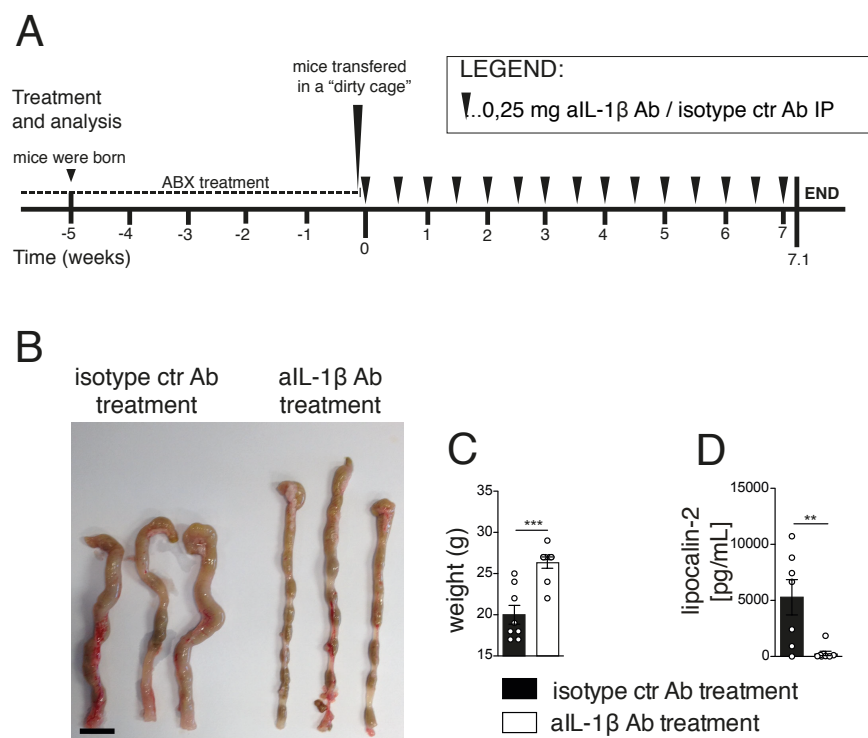 A
mice transfered
in a “dirty cage”
LEGEND:
...0,25 mg aIL-1β Ab / isotype ctr Ab IP
Treatment
and analysis
mice were born
ABX treatment
END
-5 -4 -3 -2 -1 0 1 2 3 4 5 6 7
7.1
Time (weeks)
B
isotype ctr Ab
treatment
aIL-1β Ab
treatment
C
weight (g)
35
30
25
20
15
***
D
lipocalin-2
[pg/mL]
15000
10000
5000
0
**
isotype ctr Ab treatment
aIL-1β Ab treatment